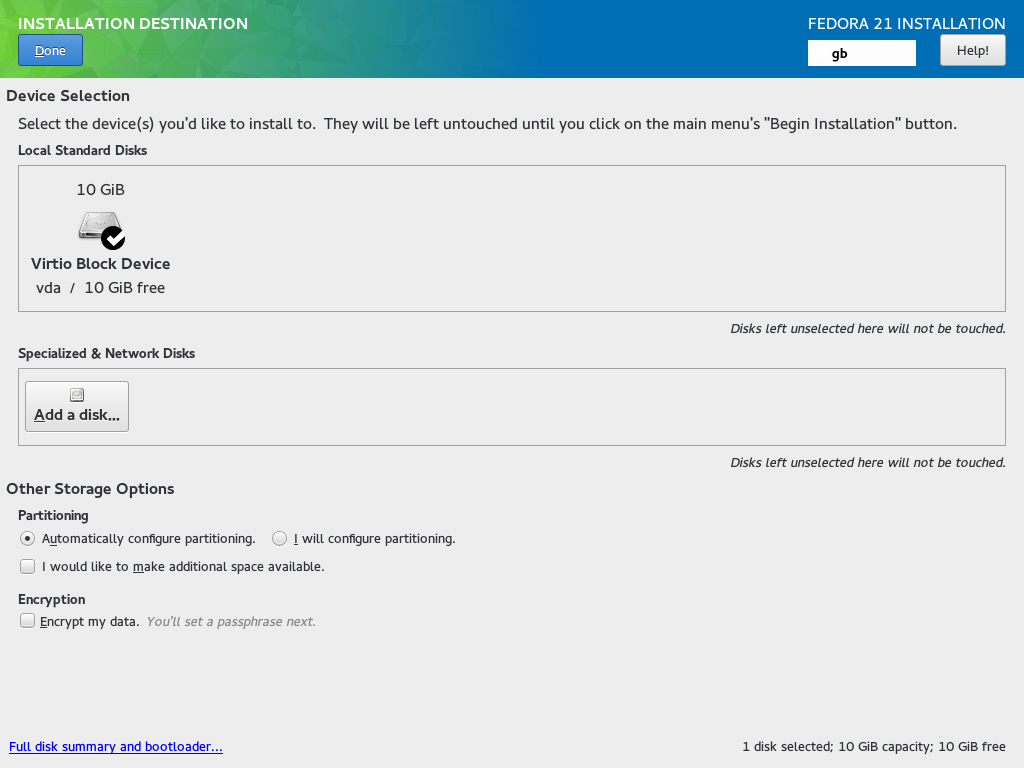 INSTALLATION DESTINATION
FEDORA 21 INSTALLATION
Done
gb
Help!
Device Selection
Select the device(s) you'd like to install to.  They will be left untouched until you click on the main menu's "Begin Installation" button.
Local Standard Disks
10 GiB
Virtio Block Device
vda / 10 GiB free
Disks left unselected here will not be touched.
Specialized & Network Disks
Add a disk...
Disks left unselected here will not be touched.
Other Storage Options
Partitioning
Automatically configure partitioning. I will configure partitioning.
I would like to make additional space available.
Encryption
Encrypt my data. You'll set a passphrase next.
Full disk summary and bootloader...
1 disk selected; 10 GiB capacity; 10 GiB free